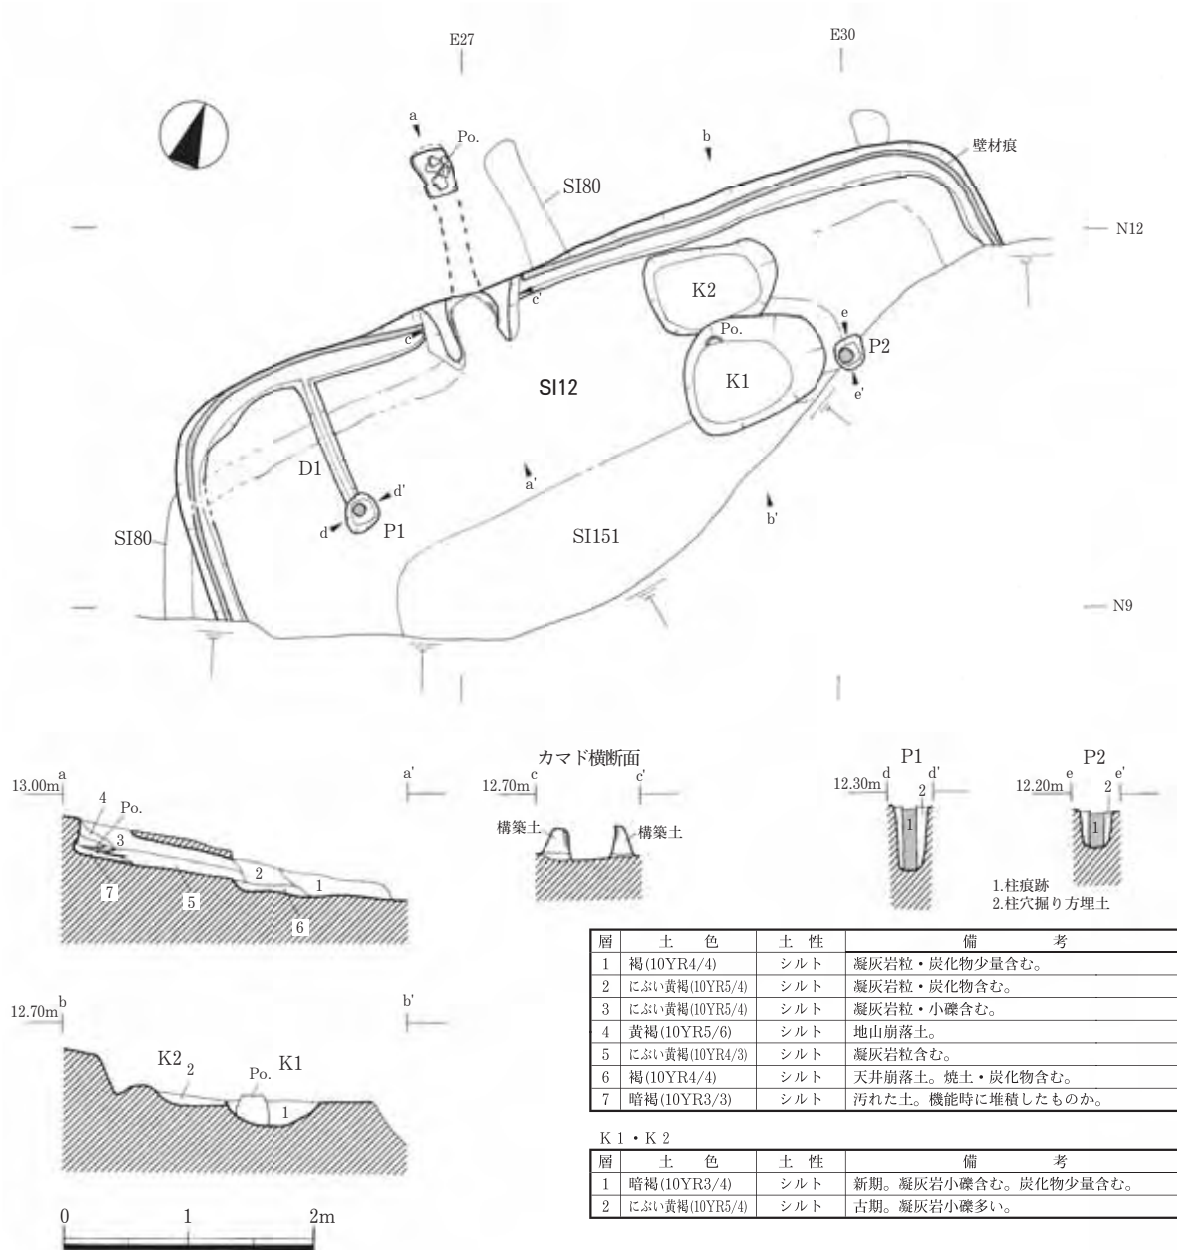 E27
E30
a
Po.
b
SI80
壁材痕
N12
K2
c'
c
Po.
e
P2
K1
e'
SI12
D1
a'
d'
d
P1
b'
SI80
SI151
N9
a
a'
13.00m
4
Po.
3
2
1
7
5
6
カマド横断面
c
c'
12.70m
構築土
構築土
P1
d
d'
12.30m
2
1
P2
e
e'
12.20m
2
1
1.柱痕跡
2.柱穴掘り方埋土
b
b'
12.70m
K2
2
K1
Po.
1
0 1 2m
層 土 色 土 性 備 考
1 褐(10YR4/4) シルト 凝灰岩粒・炭化物少量含む。
2 にぶい黄褐(10YR5/4) シルト 凝灰岩粒・炭化物含む。
3 にぶい黄褐(10YR5/4) シルト 凝灰岩粒・小礫含む。
4 黄褐(10YR5/6) シルト 地山崩落土。
5 にぶい黄褐(10YR4/3) シルト 凝灰岩粒含む。
6 褐(10YR4/4) シルト 天井崩落土。焼土・炭化物含む。
7 暗褐(10YR3/3) シルト 汚れた土。機能時に堆積したものか。
K1・K2
層 土 色 土 性 備 考
1 暗褐(10YR3/4) シルト 新期。凝灰岩小礫含む。炭化物少量含む。
2 にぶい黄褐(10YR5/4) シルト 古期。凝灰岩小礫多い。